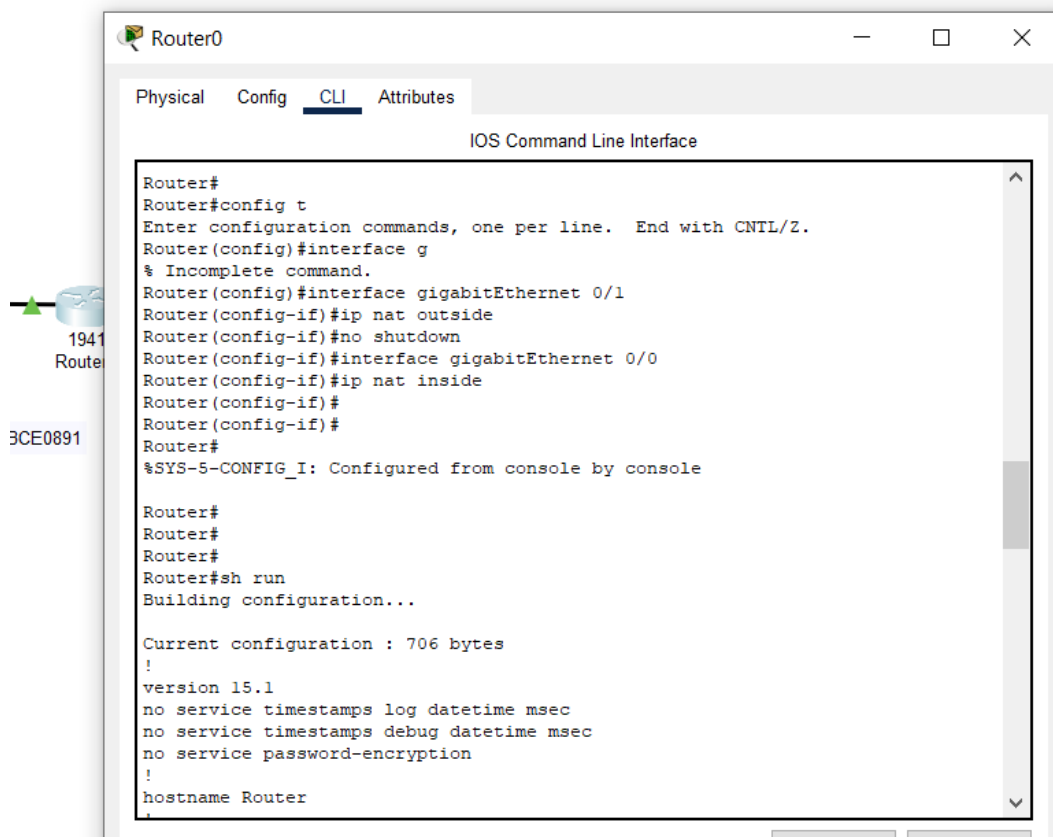 Router0
Physical Config CLI Attributes
IOS Command Line Interface
Router#
Router#config t
Enter configuration commands, one per line.  End with CNTL/Z.
Router(config)#interface g
% Incomplete command.
Router(config)#interface gigabitEthernet 0/1
Router(config-if)#ip nat outside
Router(config-if)#no shutdown
Router(config-if)#interface gigabitEthernet 0/0
Router(config-if)#ip nat inside
Router(config-if)#
Router(config-if)#
Router#
%SYS-5-CONFIG_I: Configured from console by console
Router#
Router#
Router#
Router#sh run
Building configuration...
Current configuration : 706 bytes
!
version 15.1
no service timestamps log datetime msec
no service timestamps debug datetime msec
no service password-encryption
!
hostname Router
!
1941
Route
BCE0891